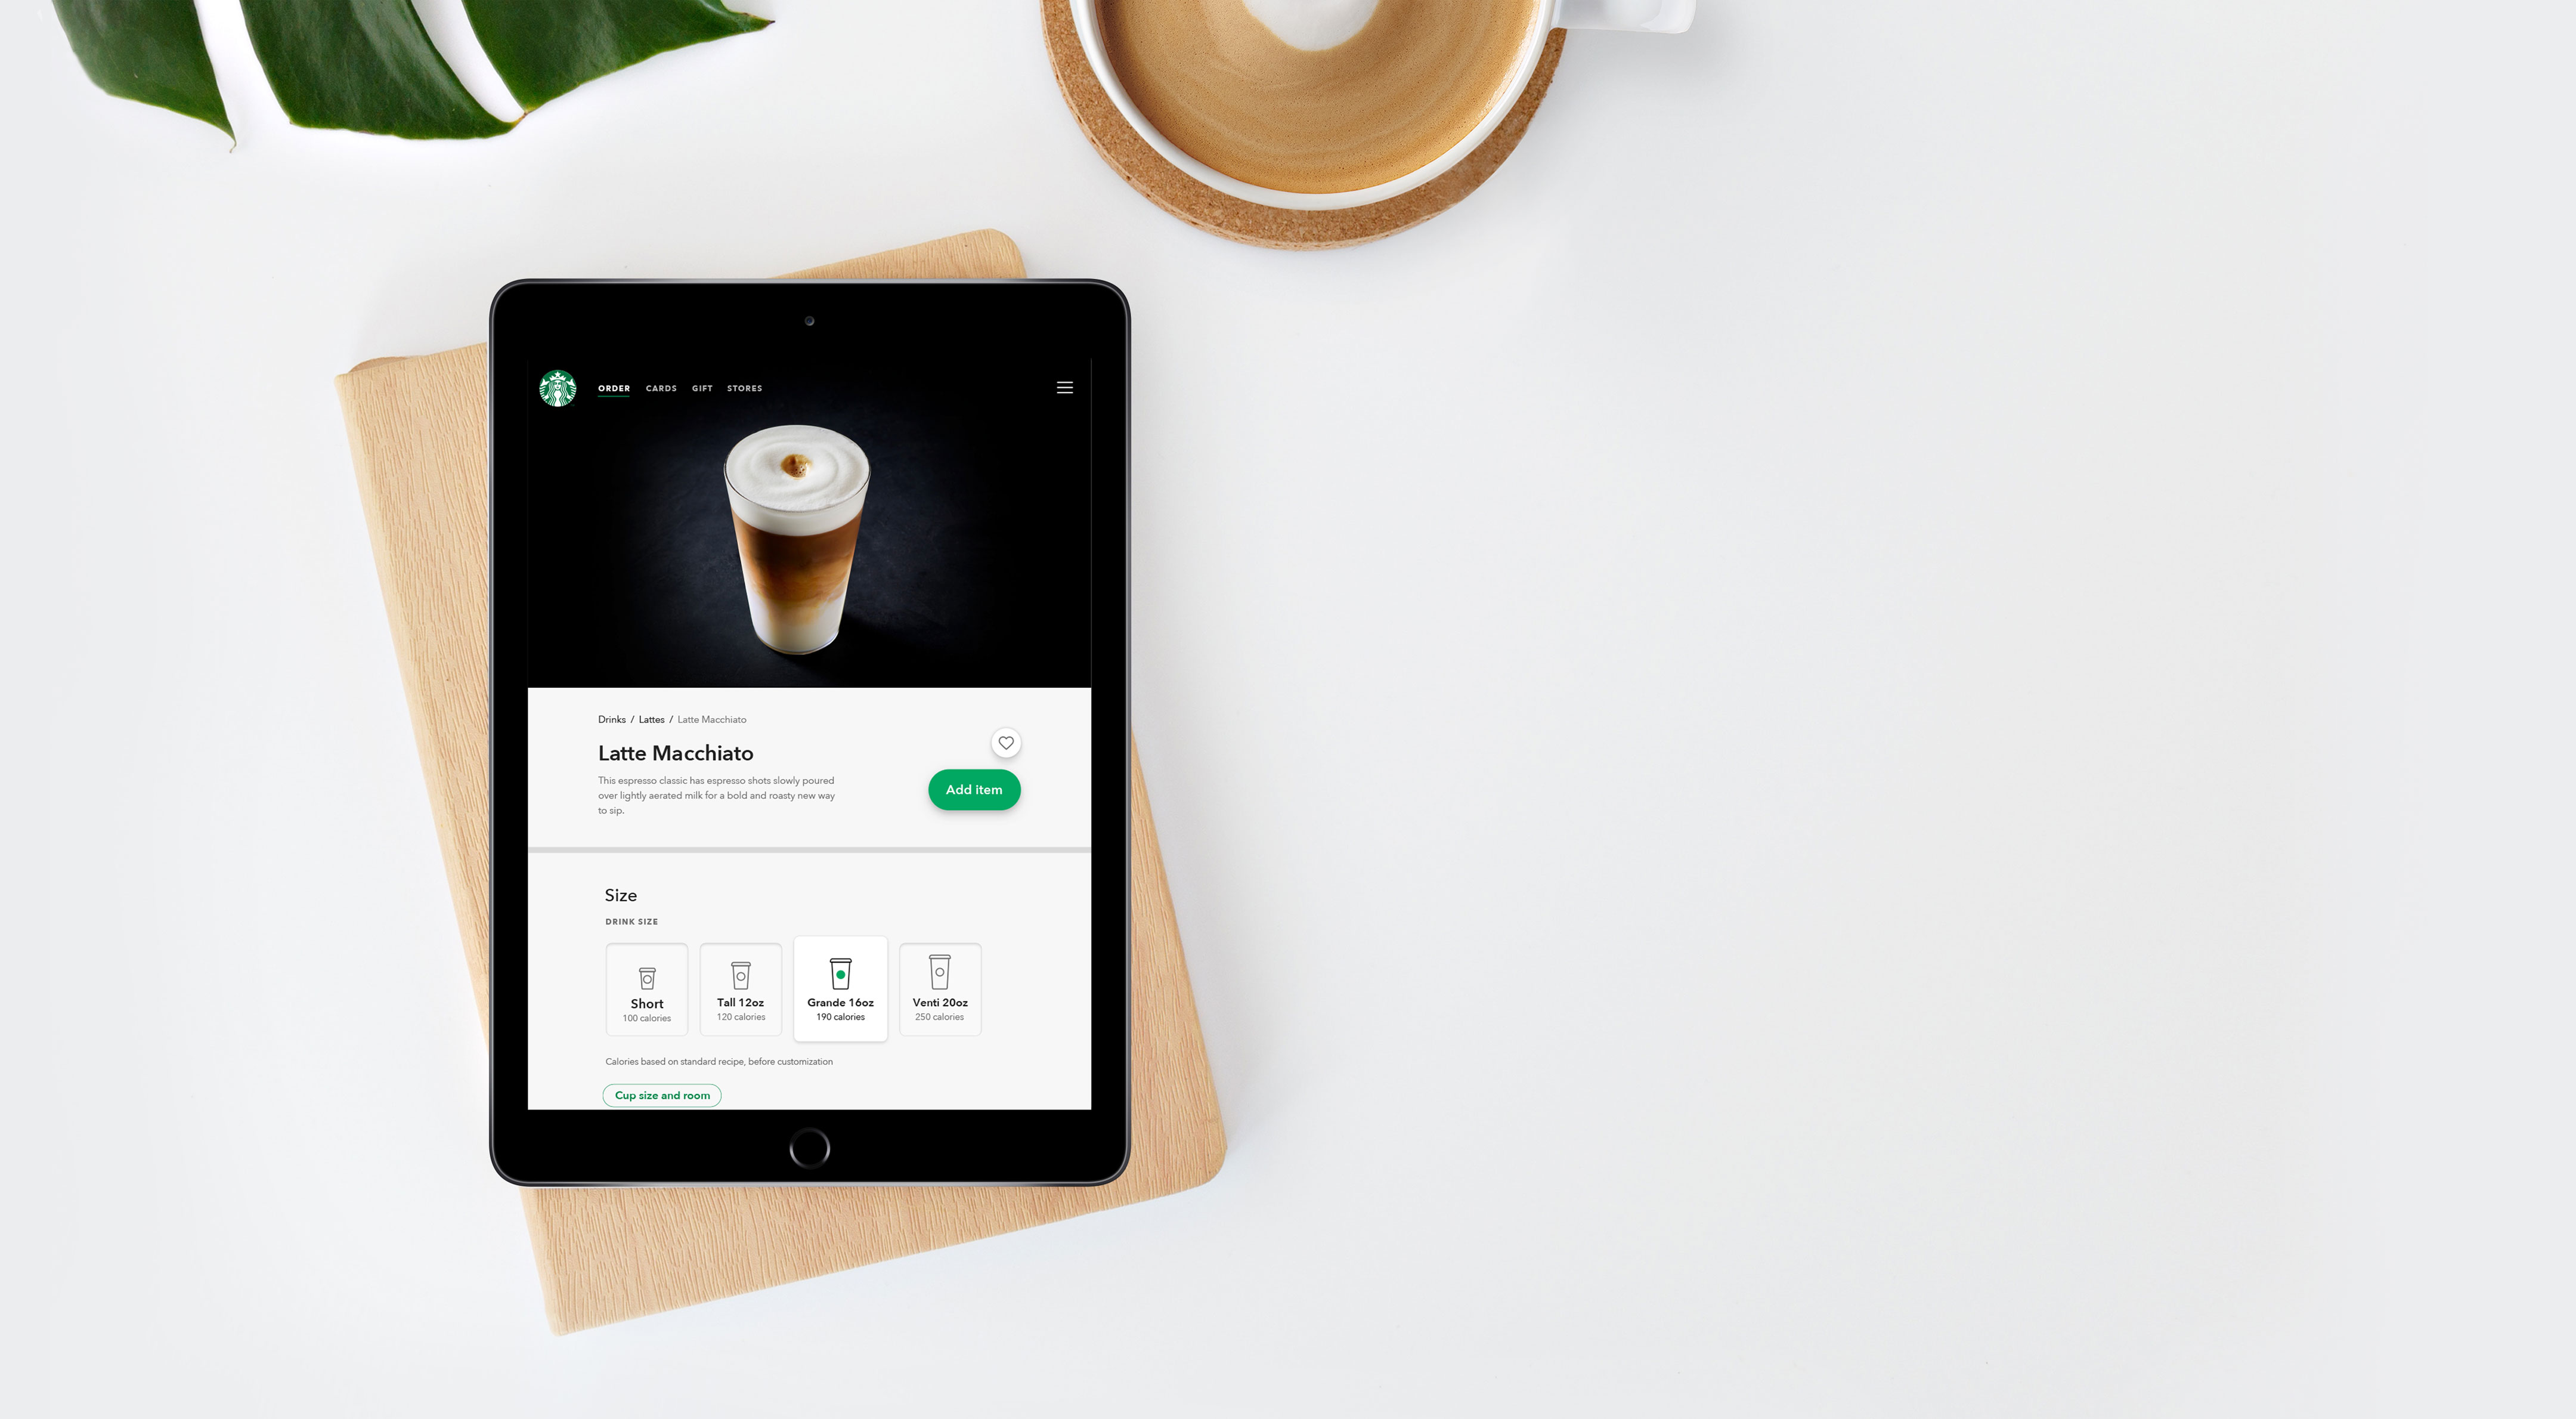 ORDER CARDS GIFT STORES
Drinks / Lattes / Latte Macchiato
Latte Macchiato
This espresso classic has espresso shots slowly poured
over lightly aerated milk for a bold and roasty new way
to sip.
Add item
Size
DRINK SIZE
Short
100 calories
Tall 12oz
120 calories
Grande 16oz
190 calories
Venti 20oz
250 calories
Calories based on standard recipe, before customization
Cup size and room